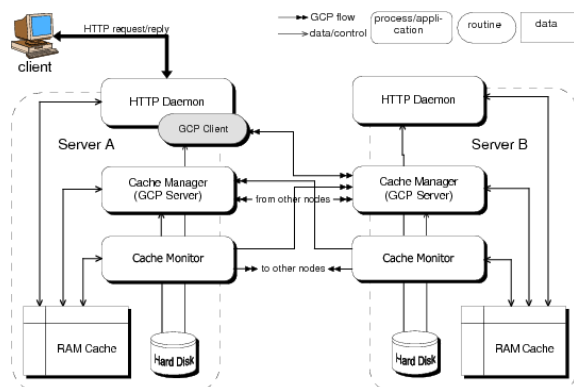 HTTP request/reply
client
GCP flow
data/control
process/appli-
cation
routine
data
HTTP Daemon
GCP Client
Server A
Cache Manager
(GCP Server)
Cache Monitor
RAM Cache
Hard Disk
from other nodes
to other nodes
HTTP Daemon
Server B
Cache Manager
(GCP Server)
Cache Monitor
Hard Disk
RAM Cache